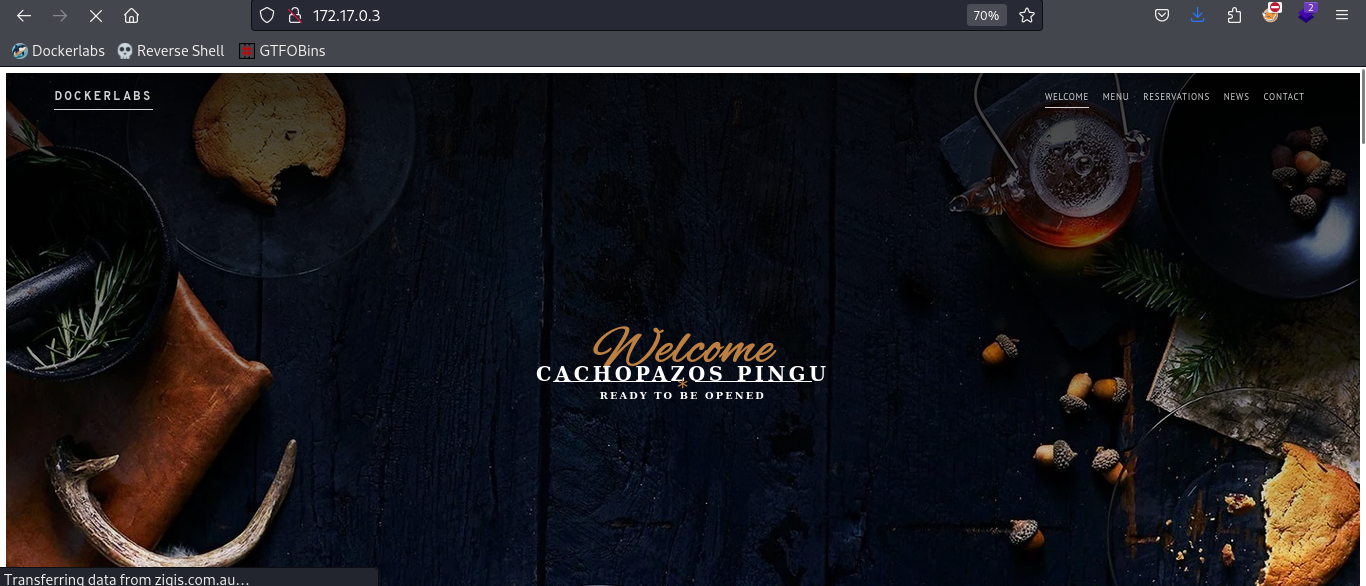 172.17.0.3
70%
2
Dockerlabs
Reverse Shell
GTFOBins
DOCKERLABS
WELCOME
MENU
RESERVATIONS
NEWS
CONTACT
Welcome
CACHOPAZOS PINGU
*
READY TO BE OPENED
Transferring data from zigis.com.au…